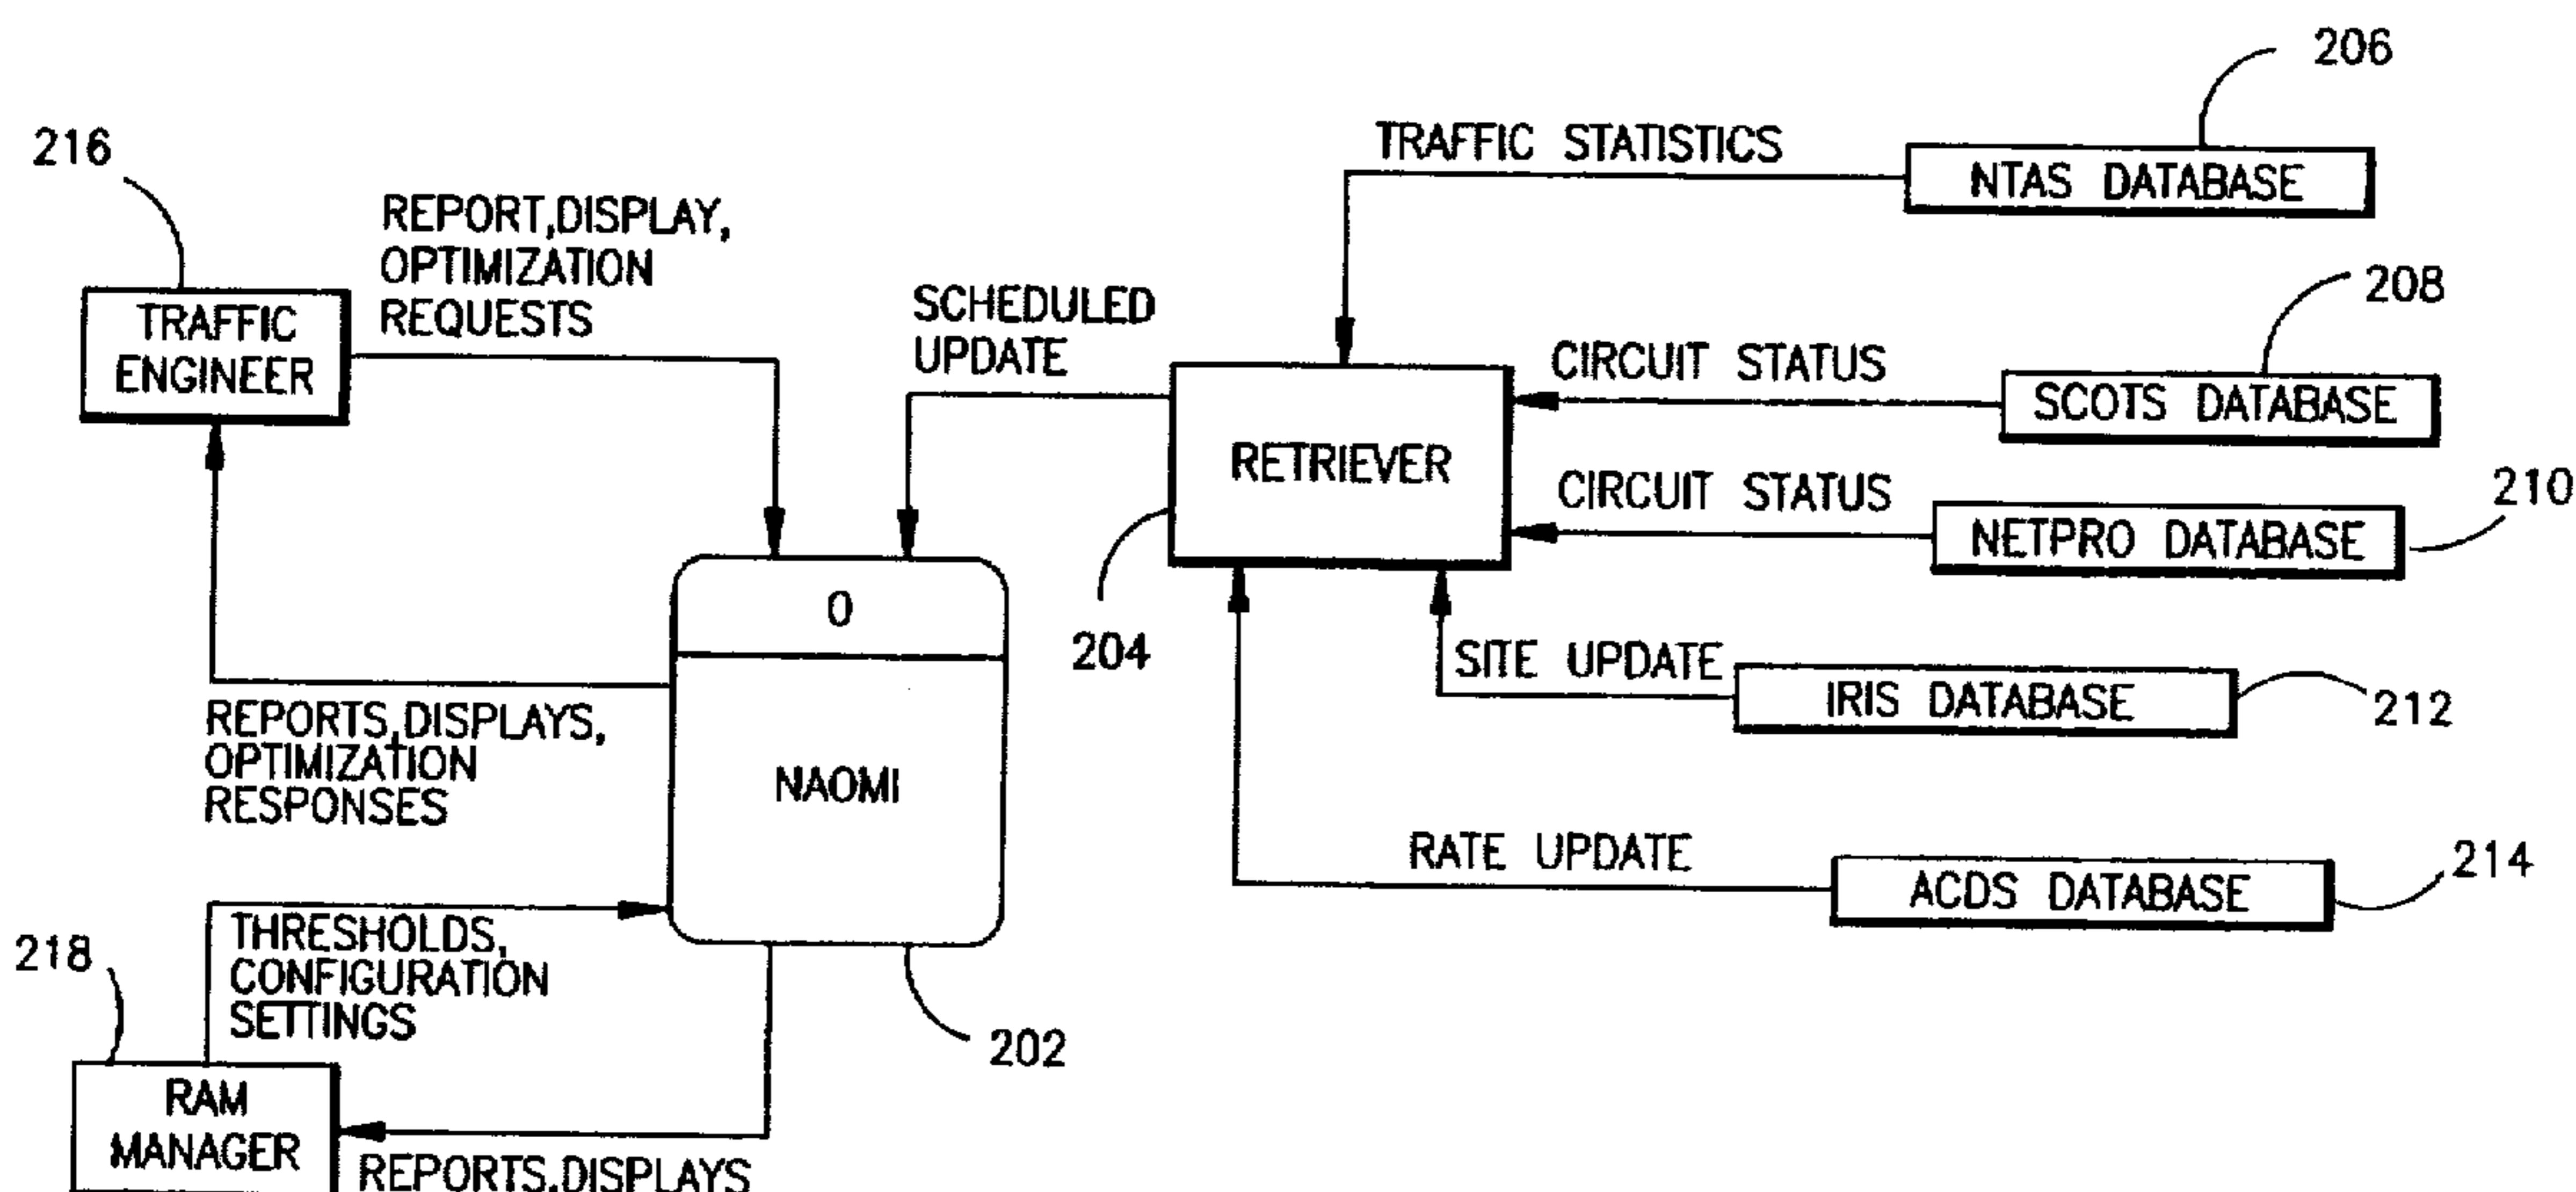 206
TRAFFIC STATISTICS
NTAS DATABASE
216
REPORT,DISPLAY,
OPTIMIZATION
REQUESTS
208
SCHEDULED
UPDATE
TRAFFIC
ENGINEER
CIRCUIT STATUS
SCOTS DATABASE
RETRIEVER
CIRCUIT STATUS
210
NETPRO DATABASE
0
204
SITE UPDATE
IRIS DATABASE
212
REPORTS,DISPLAYS,
OPTIMIZATION
RESPONSES
NAOMI
RATE UPDATE
ACDS DATABASE
214
218
THRESHOLDS,
CONFIGURATION
SETTINGS
202
RAM
MANAGER
REPORTS,DISPLAYS